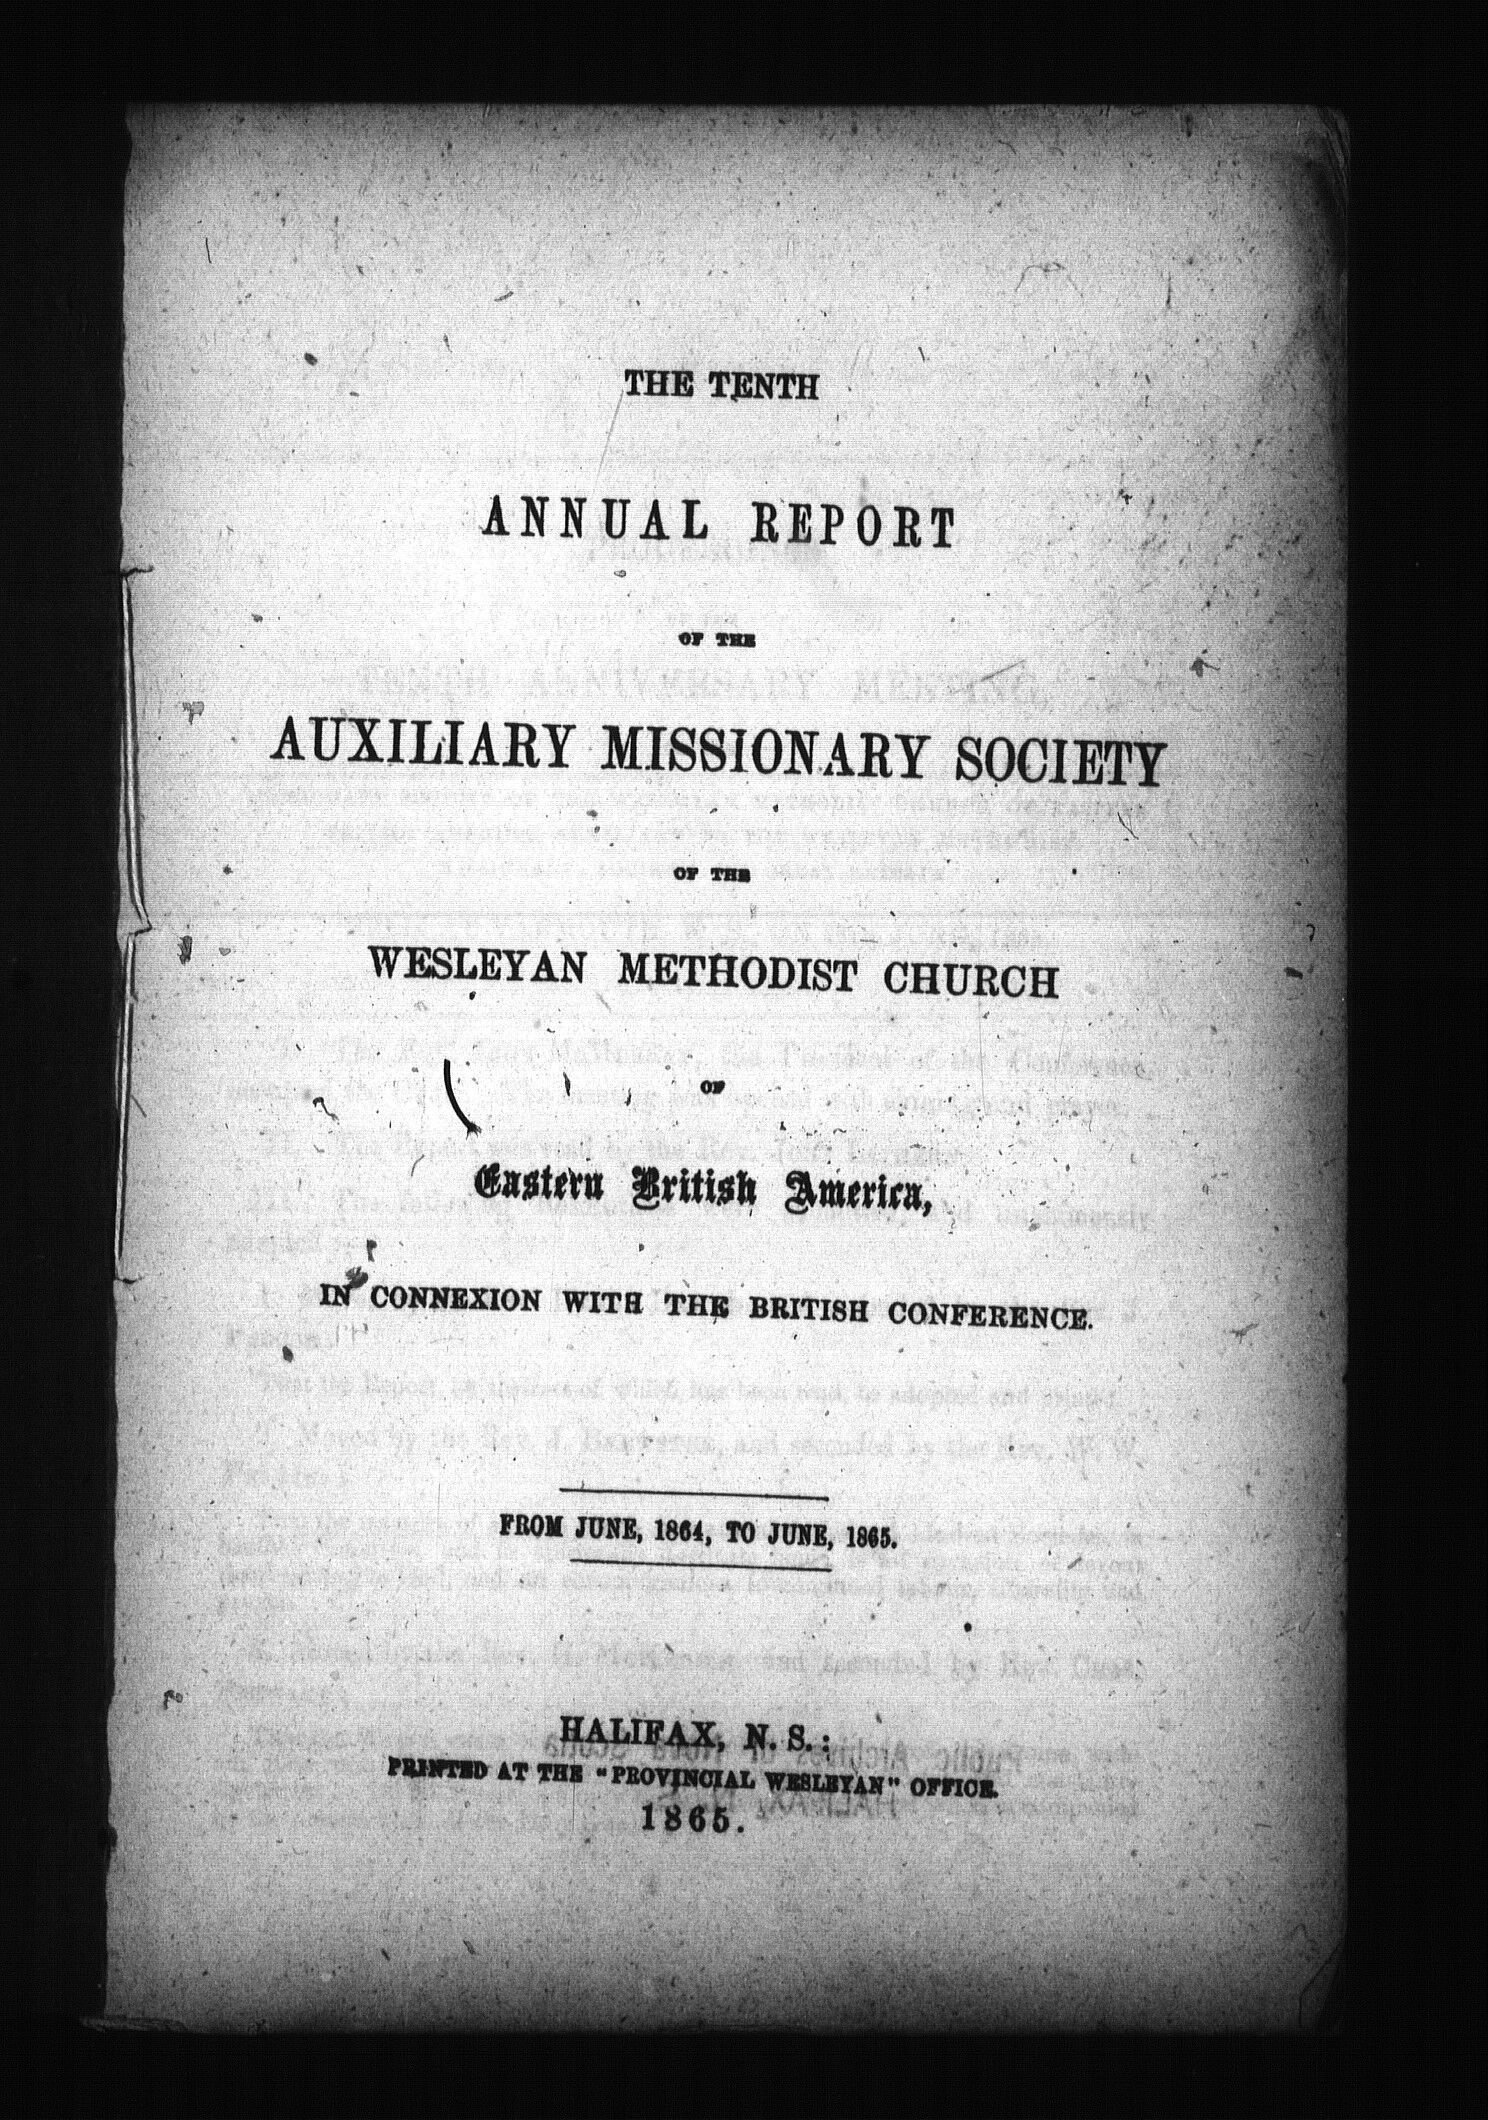 THE TENTH
ANNUAL REPORT
OF THE
AUXILIARY MISSIONARY SOCIETY
OF THE
WESLEYAN METHODIST CHURCH
OF
Eastern British America,
IN CONNEXION WITH THE BRITISH CONFERENCE.
FROM JUNE, 1864, TO JUNE, 1865.
HALIFAX, N. S.:
PRINTED AT THE "PROVINCIAL WESLEYAN" OFFICE.
1865.